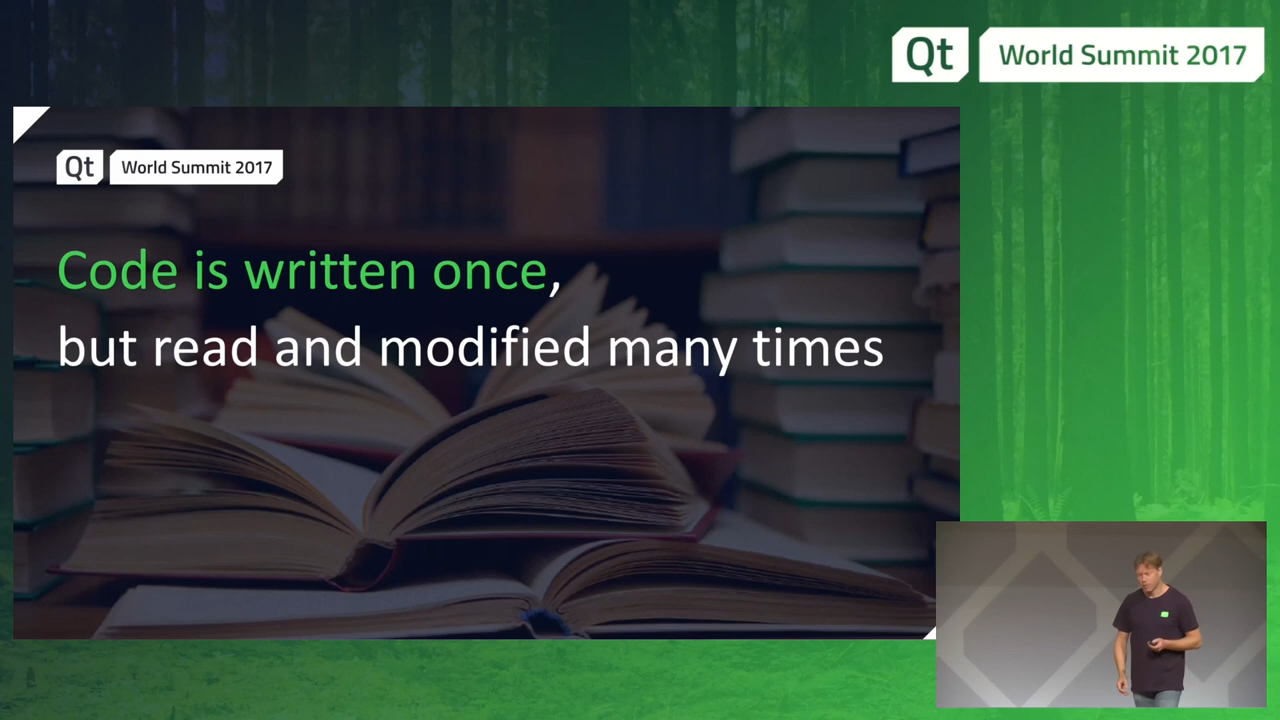 Qt World Summit 2017
Qt World Summit 2017
Code is written once,
but read and modified many times